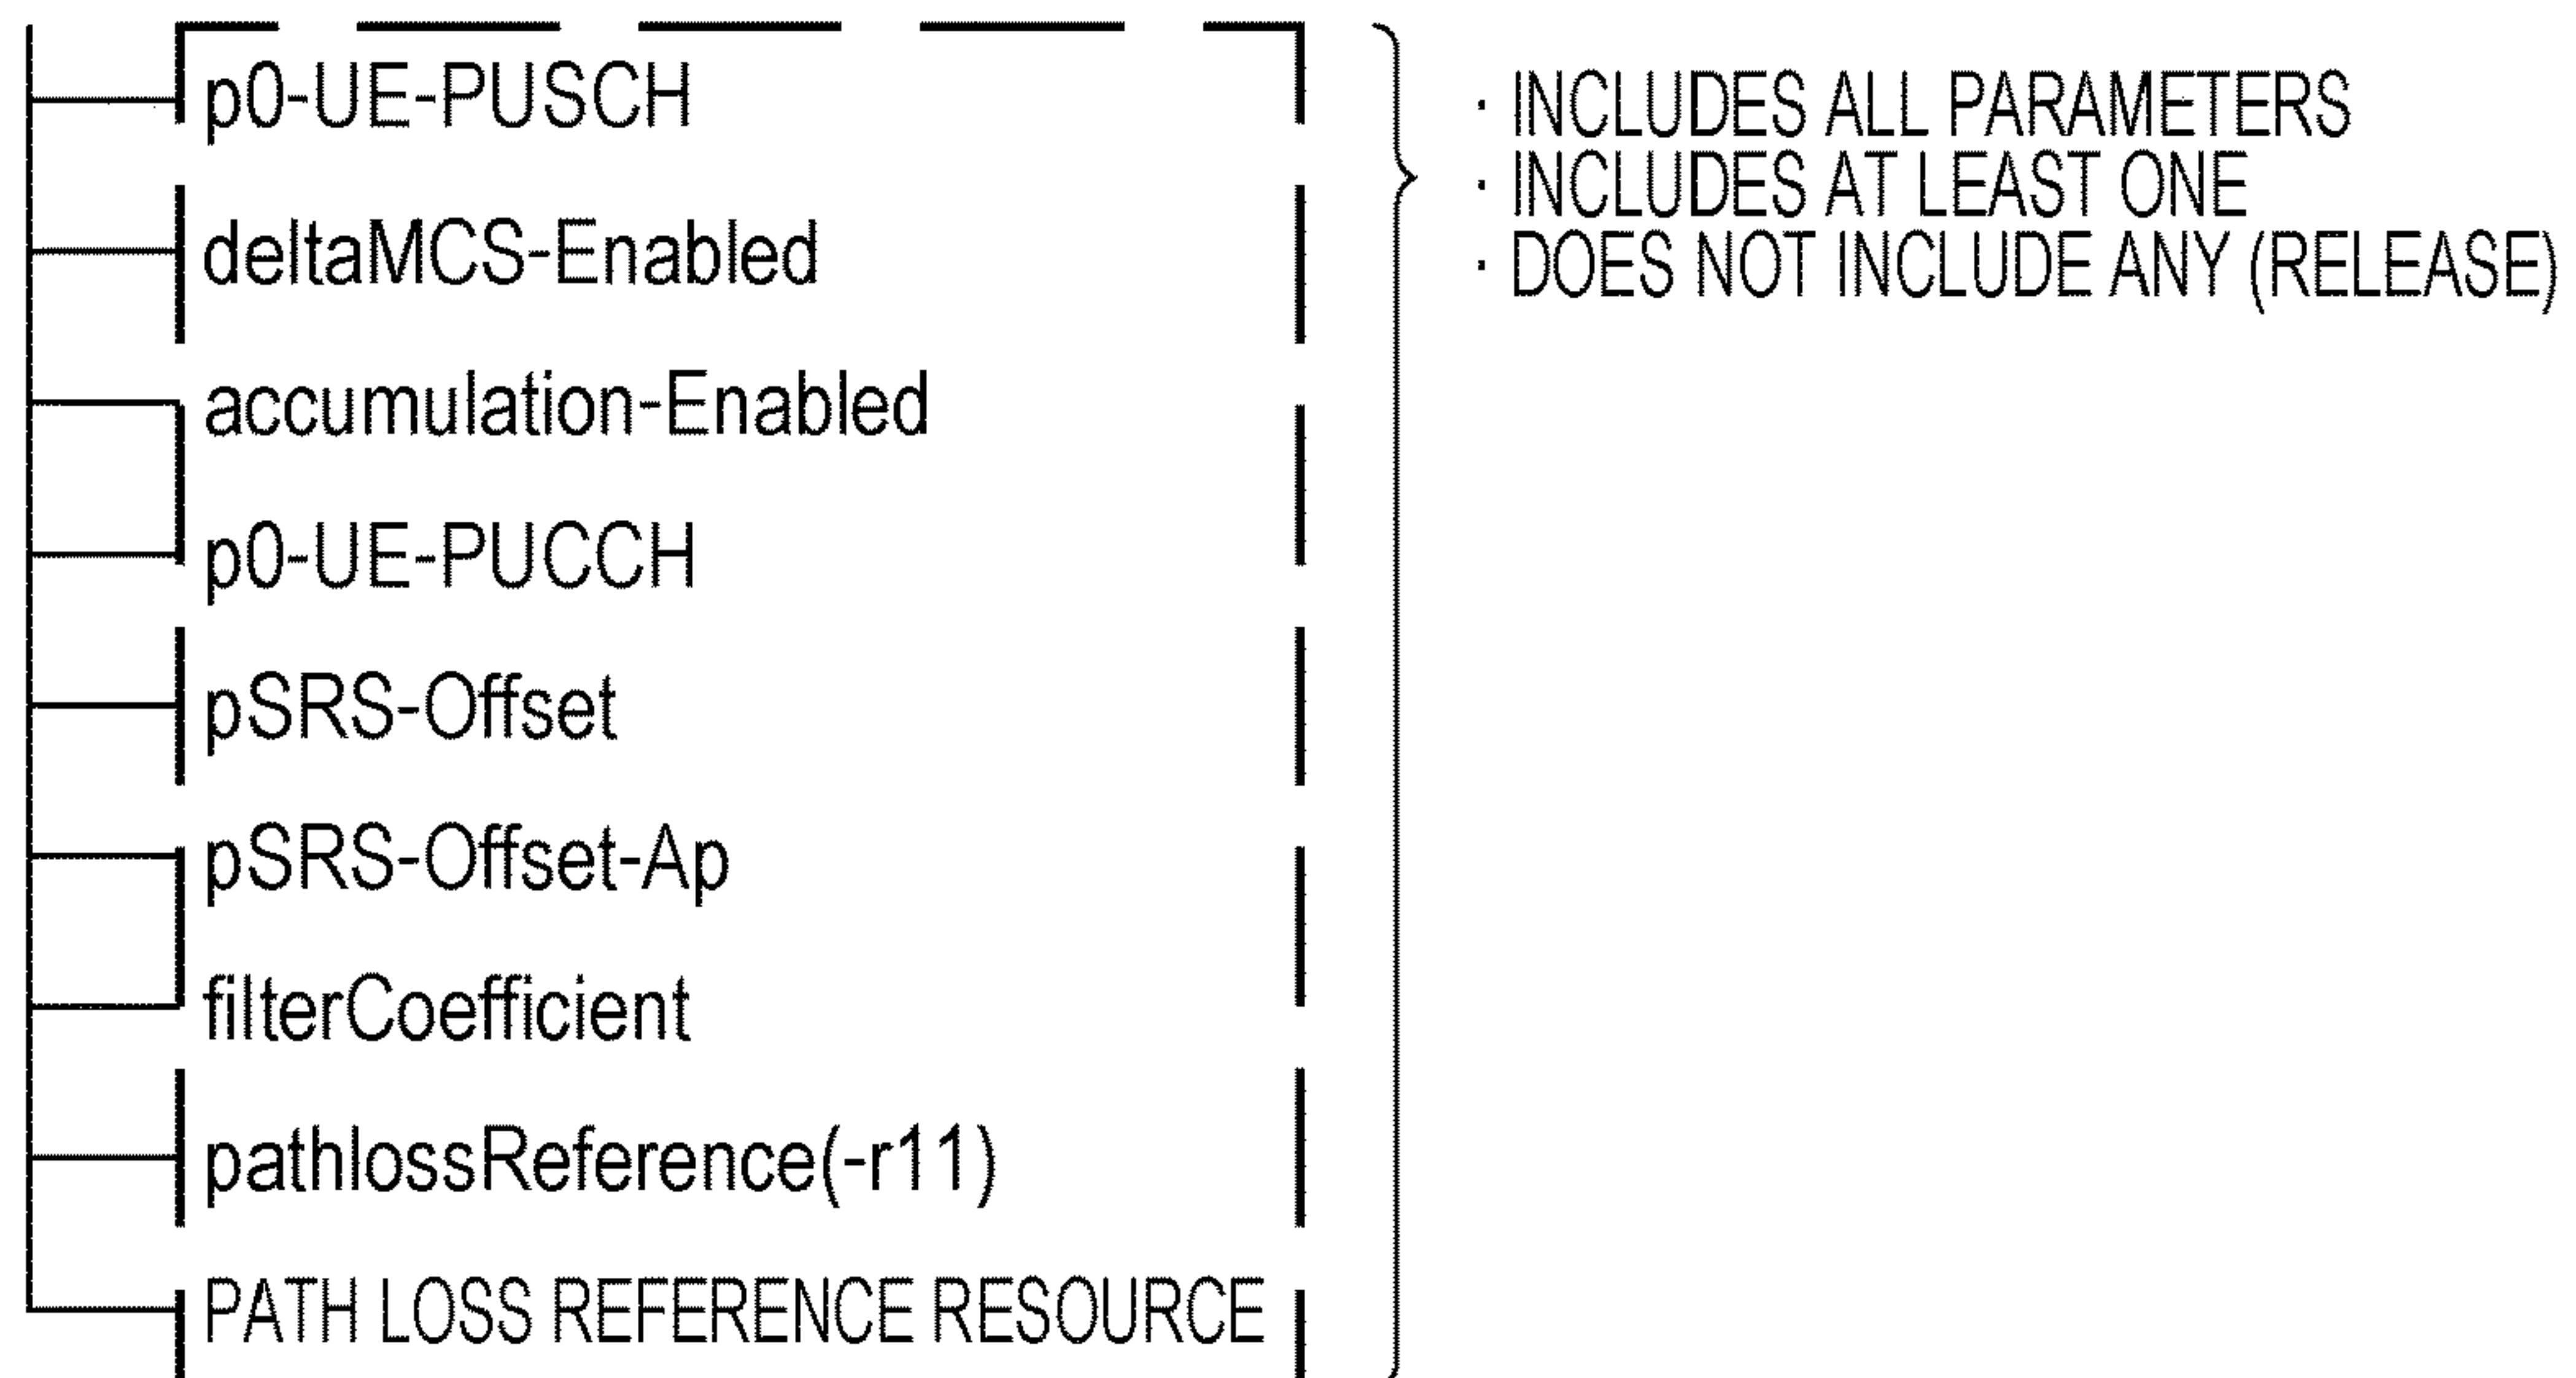 p0-UE-PUSCH
deltaMCS-Enabled
accumulation-Enabled
p0-UE-PUCCH
pSRS-Offset
pSRS-Offset-Ap
filterCoefficient
pathlossReference(-r11)
PATH LOSS REFERENCE RESOURCE
· INCLUDES ALL PARAMETERS
· INCLUDES AT LEAST ONE
· DOES NOT INCLUDE ANY (RELEASE)